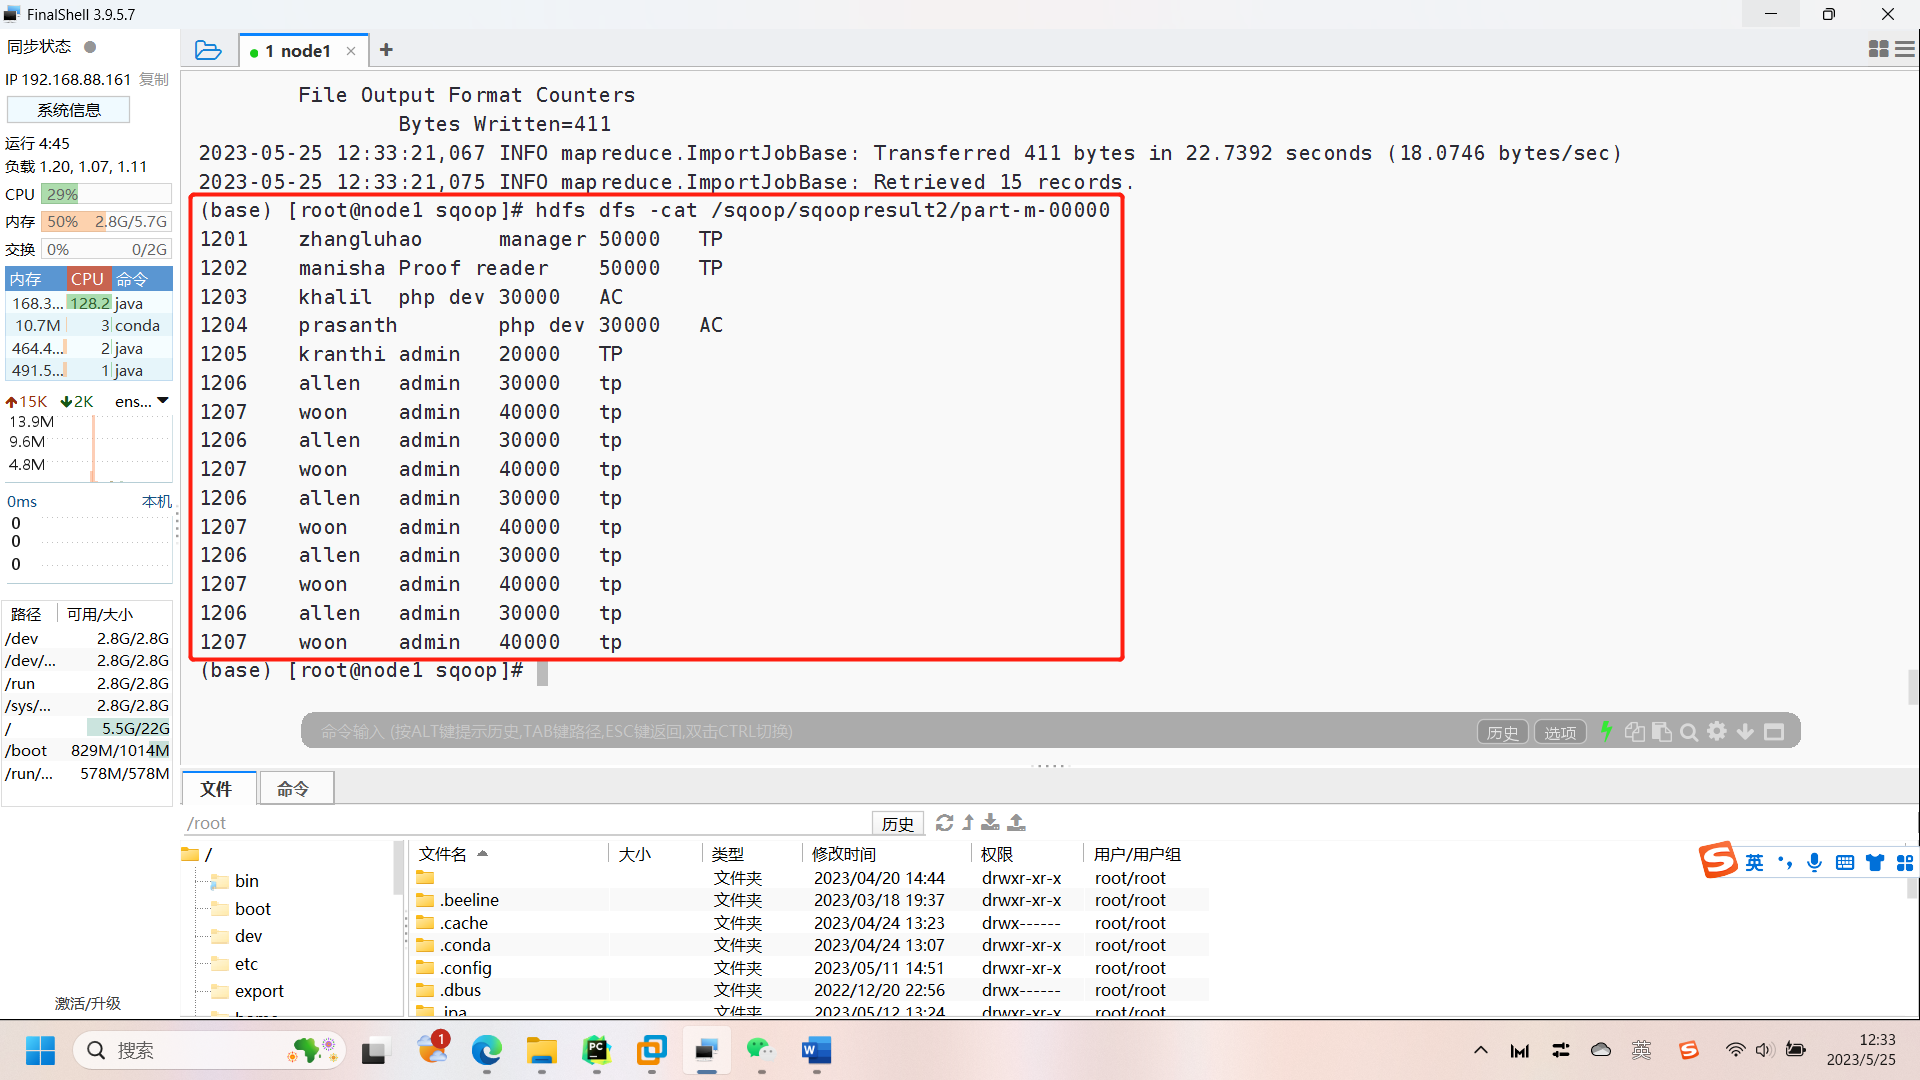 FinalShell 3.9.5.7
同步状态
IP 192.168.88.161 复制
系统信息
运行 4:45
负载 1.20, 1.07, 1.11
CPU 29%
内存 50% 2.8G/5.7G
交换 0% 0/2G
内存 CPU 命令
168.3... 128.2 java
10.7M 3 conda
464.4... 2 java
491.5... 1 java
15K 2K ens...
13.9M
9.6M
4.8M
0ms 本机
0
0
0
路径 可用/大小
/dev 2.8G/2.8G
/dev/... 2.8G/2.8G
/run 2.8G/2.8G
/sys/... 2.8G/2.8G
/ 5.5G/22G
/boot 829M/1014M
/run/... 578M/578M
激活/升级
1 node1
File Output Format Counters
Bytes Written=411
2023-05-25 12:33:21,067 INFO mapreduce.ImportJobBase: Transferred 411 bytes in 22.7392 seconds (18.0746 bytes/sec)
2023-05-25 12:33:21,075 INFO mapreduce.ImportJobBase: Retrieved 15 records.
(base) [root@node1 sqoop]# hdfs dfs -cat /sqoop/sqoopresult2/part-m-00000
1201 zhangluhao manager 50000 TP
1202 manisha Proof reader 50000 TP
1203 khalil php dev 30000 AC
1204 prasanth php dev 30000 AC
1205 kranthi admin 20000 TP
1206 allen admin 30000 tp
1207 woon admin 40000 tp
1206 allen admin 30000 tp
1207 woon admin 40000 tp
1206 allen admin 30000 tp
1207 woon admin 40000 tp
1206 allen admin 30000 tp
1207 woon admin 40000 tp
1206 allen admin 30000 tp
1207 woon admin 40000 tp
(base) [root@node1 sqoop]#
命令输入 (按ALT键提示历史,TAB键路径,ESC键返回,双击CTRL切换) 历史 选项
文件 命令
/root 历史
/
bin
boot
dev
etc
export
文件名 大小 类型 修改时间 权限 用户/用户组
文件夹 2023/04/20 14:44 drwxr-xr-x root/root
.beeline 文件夹 2023/03/18 19:37 drwxr-xr-x root/root
.cache 文件夹 2023/04/24 13:23 drwx------ root/root
.conda 文件夹 2023/04/24 13:07 drwxr-xr-x root/root
.config 文件夹 2023/05/11 14:51 drwxr-xr-x root/root
.dbus 文件夹 2022/12/20 22:56 drwx------ root/root
文件夹 2023/05/12 13:24 drwxr-xr-x root/root
英
搜索
1
英
12:33
2023/5/25